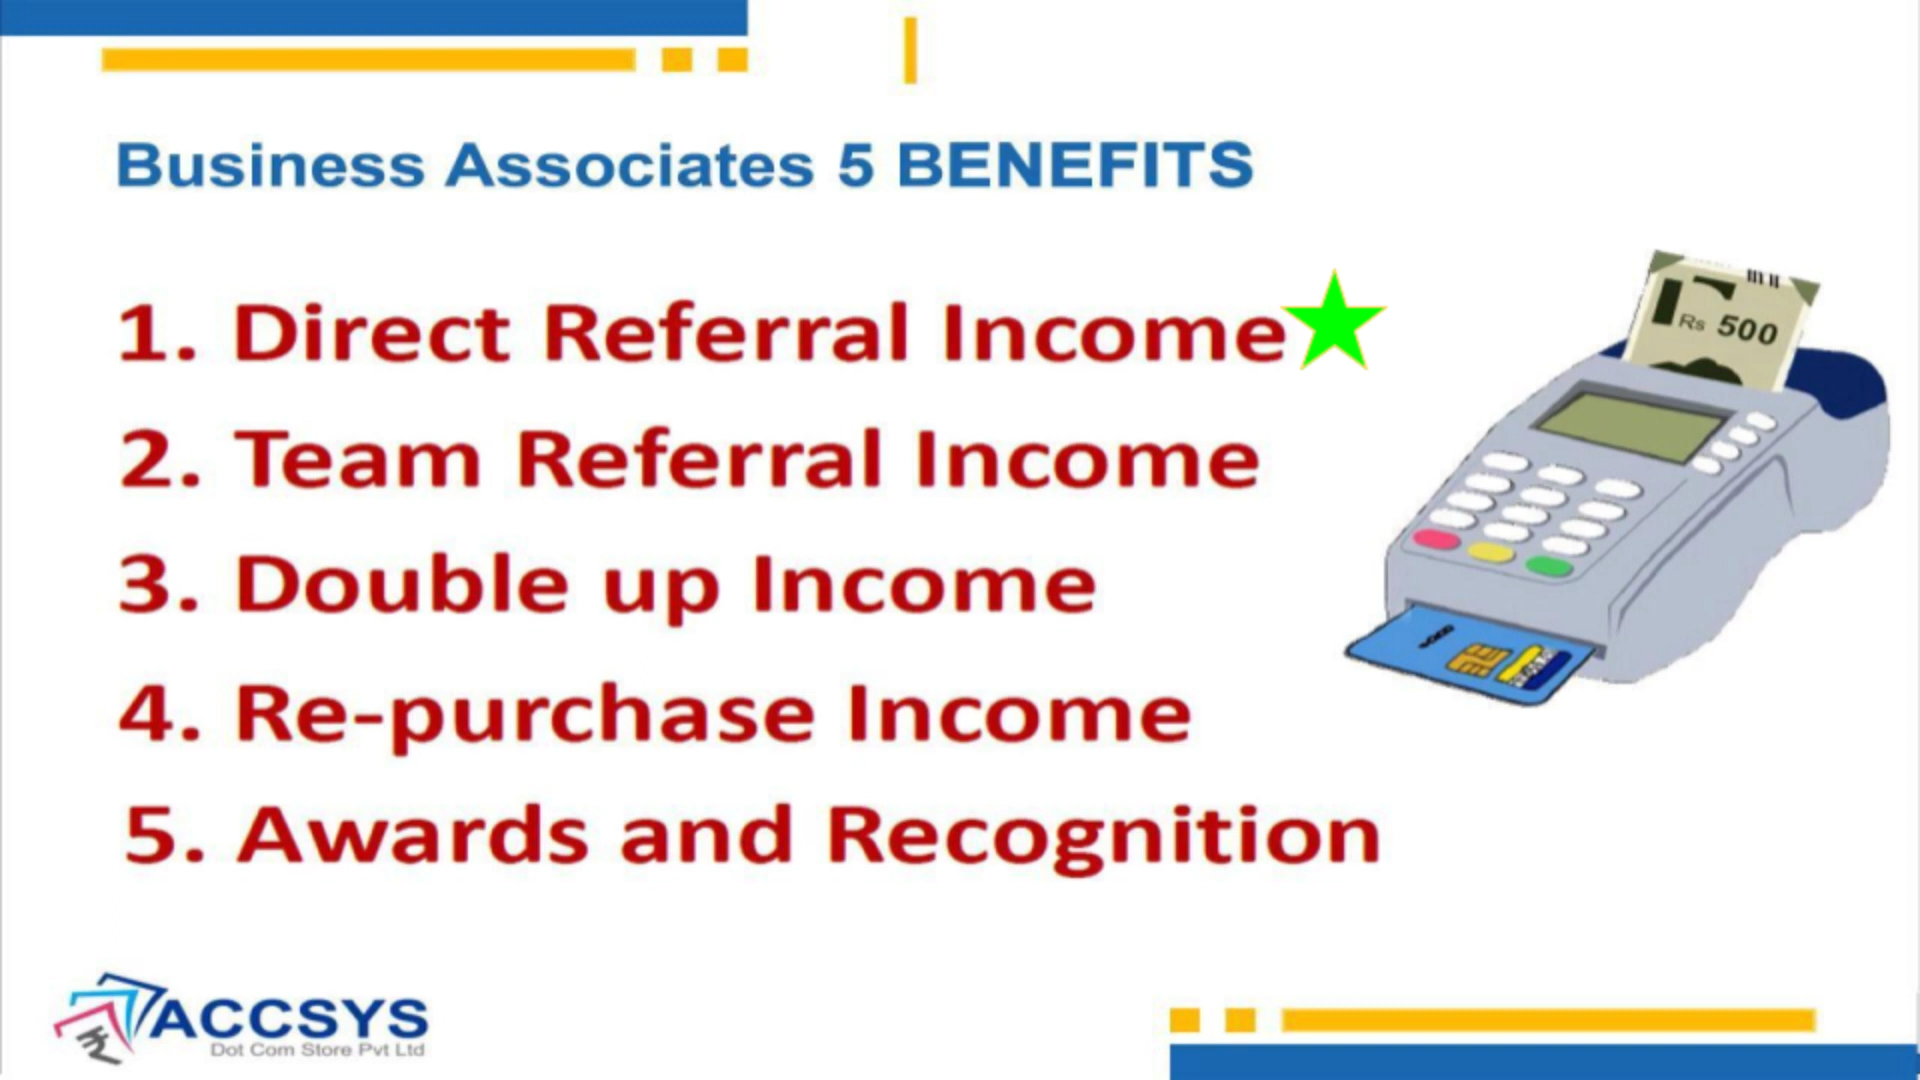 Business Associates 5 BENEFITS
1. Direct Referral Income
2. Team Referral Income
3. Double up Income
4. Re-purchase Income
5. Awards and Recognition
Rs 500
ACCSYS
Dot Com Store Pvt Ltd